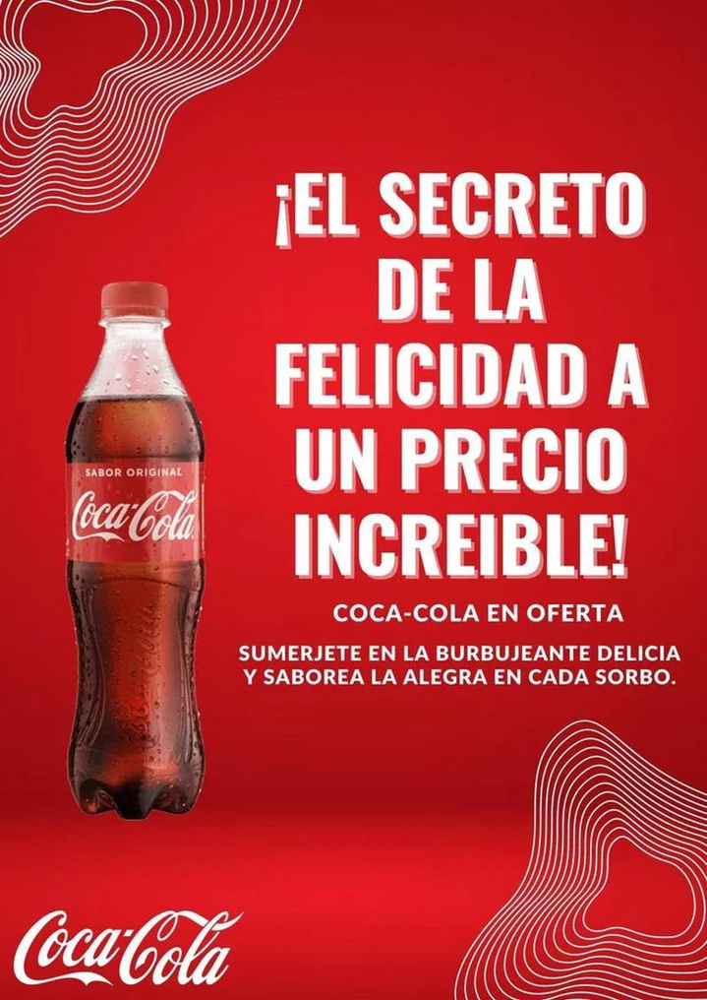 ¡EL SECRETO
DE LA
FELICIDAD A
UN PRECIO
INCREIBLE!
COCA-COLA EN OFERTA
SUMERJETE EN LA BURBUJEANTE DELICIA
Y SABOREA LA ALEGRA EN CADA SORBO.
SABOR ORIGINAL
Coca-Cola
Coca-Cola